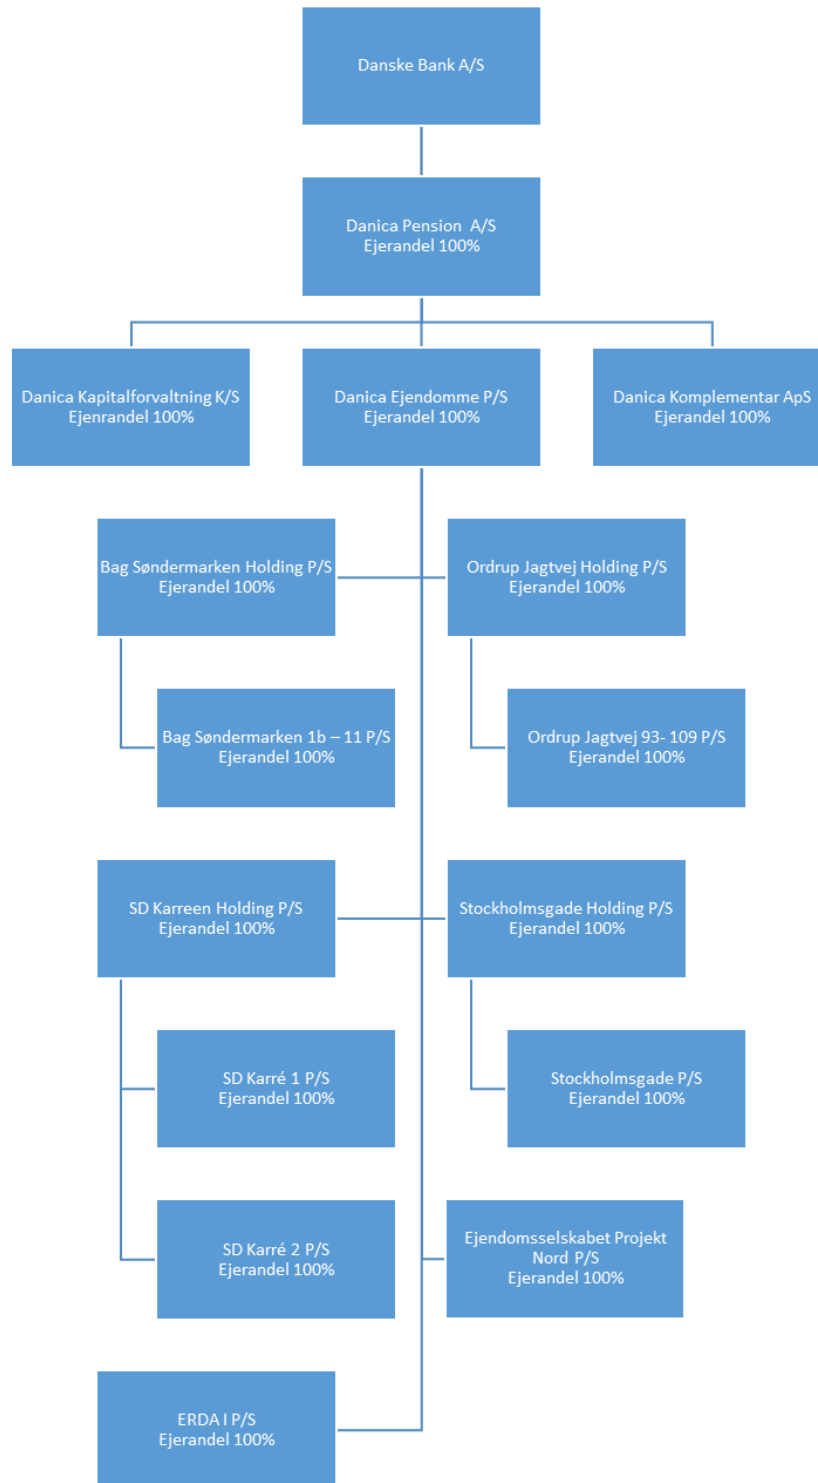 Danske Bank A/S
Danica Pension A/S
Ejerandel 100%
Danica Kapitalforvaltning K/S
Ejenrandel 100%
Danica Ejendomme P/S
Ejerandel 100%
Danica Komplementar ApS
Ejerandel 100%
Bag Søndermarken Holding P/S
Ejerandel 100%
Ordrup Jagtvej Holding P/S
Ejerandel 100%
Bag Søndermarken 1b – 11 P/S
Ejerandel 100%
Ordrup Jagtvej 93- 109 P/S
Ejerandel 100%
SD Karreen Holding P/S
Ejerandel 100%
Stockholmsgade Holding P/S
Ejerandel 100%
SD Karré 1 P/S
Ejerandel 100%
Stockholmsgade P/S
Ejerandel 100%
SD Karré 2 P/S
Ejerandel 100%
Ejendomsselskabet Projekt
Nord P/S
Ejerandel 100%
ERDA I P/S
Ejerandel 100%